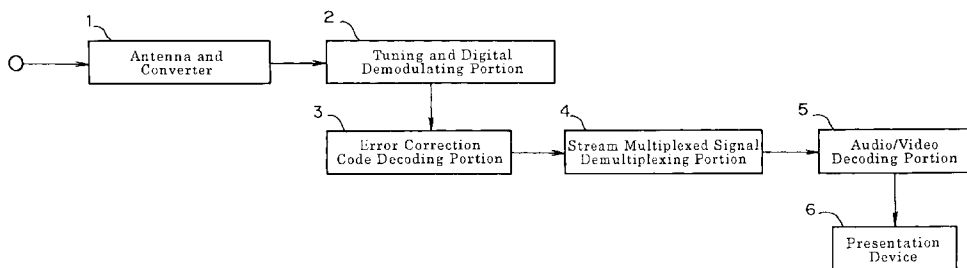 1
Antenna and
Converter
2
Tuning and Digital
Demodulating Portion
3
Error Correction
Code Decoding Portion
4
Stream Multiplexed Signal
Demultiplexing Portion
5
Audio/Video
Decoding Portion
6
Presentation
Device